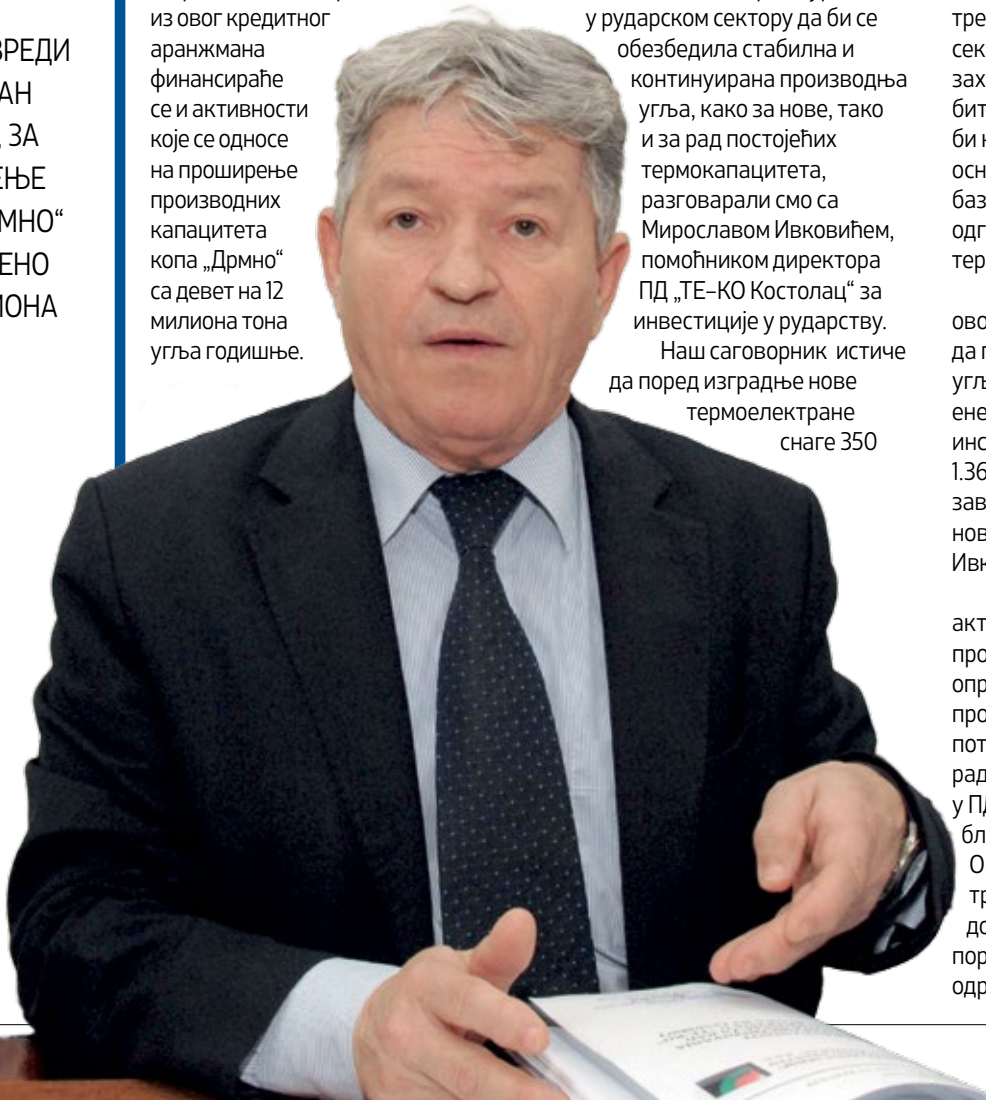 ВРЕДИ
ЗА
МНО“
из овог кредитног
аранжмана
финансираће
се и активности
које се односе
на проширење
производних
капацитета
копа „Дрмно“
са девет на 12
милиона тона
угља годишње.
у рударском сектору да би се
обезбедила стабилна и
континуирана производња
угља, како за нове, тако
и за рад постојећих
термокапацитета,
разговарали смо са
Мирославом Ивковићем,
помоћником директора
ПД „ТЕ-КО Костолац“ за
инвестиције у рударству.
Наш саговорник истиче
да поред изградње нове
термоелектране
снаге 350
тре
сек
зах
бит
би н
осн
баз
одг
тер
ово
да п
угљ
ене
инс
1.36
зав
нов
Ивк
акт
про
опр
про
пот
рад
у ПД
бл
О
тр
до
пор
одр